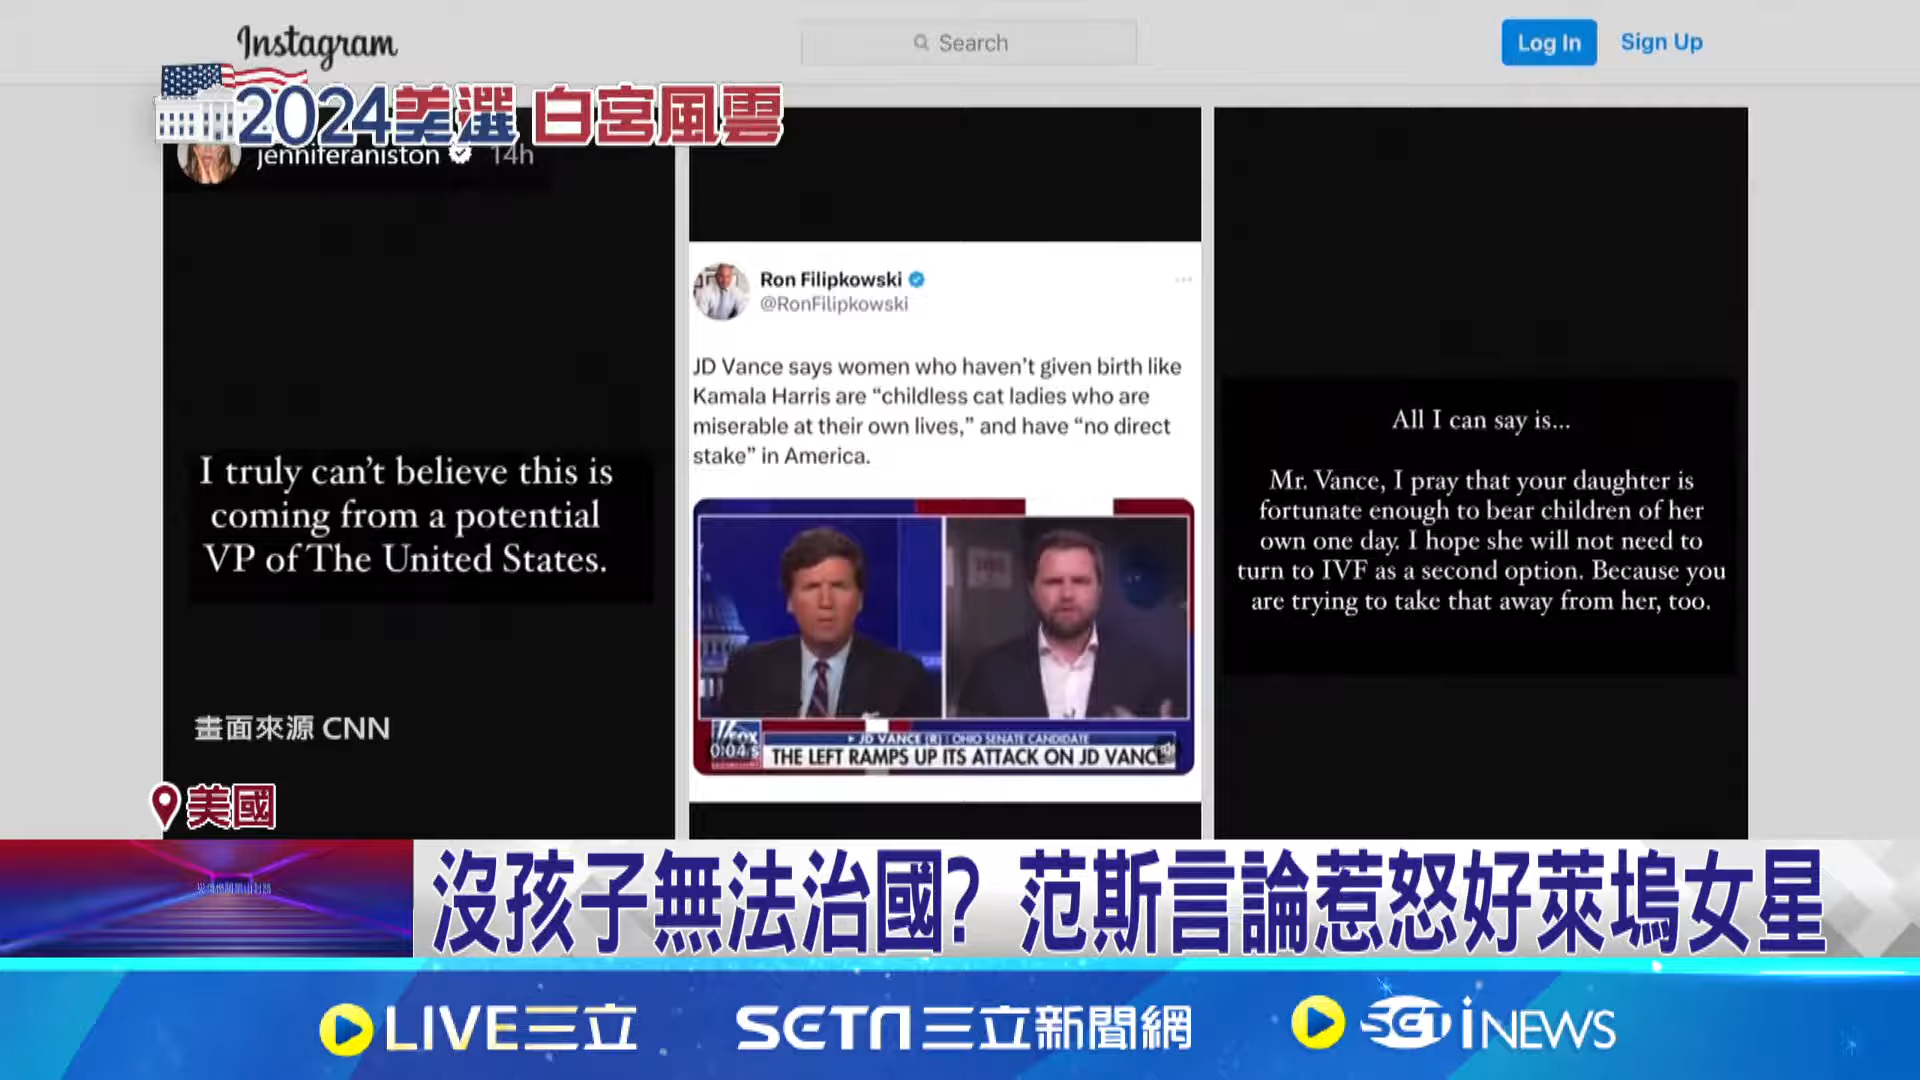 Instagram
Search
Log In
Sign Up
2024美選 白宮風雲
jenniferaniston 14h
I truly can't believe this is
coming from a potential
VP of The United States.
畫面來源 CNN
Ron Filipkowski
@RonFilipkowski
JD Vance says women who haven't given birth like
Kamala Harris are “childless cat ladies who are
miserable at their own lives,” and have “no direct
stake” in America.
FOX
0:04
JD VANCE (R) | OHIO SENATE CANDIDATE
THE LEFT RAMPS UP ITS ATTACK ON JD VANCE
All I can say is...
Mr. Vance, I pray that your daughter is
fortunate enough to bear children of her
own one day. I hope she will not need to
turn to IVF as a second option. Because you
are trying to take that away from her, too.
美國
沒孩子無法治國? 范斯言論惹怒好萊塢女星
LIVE三立
SETN三立新聞網
SETiNEWS